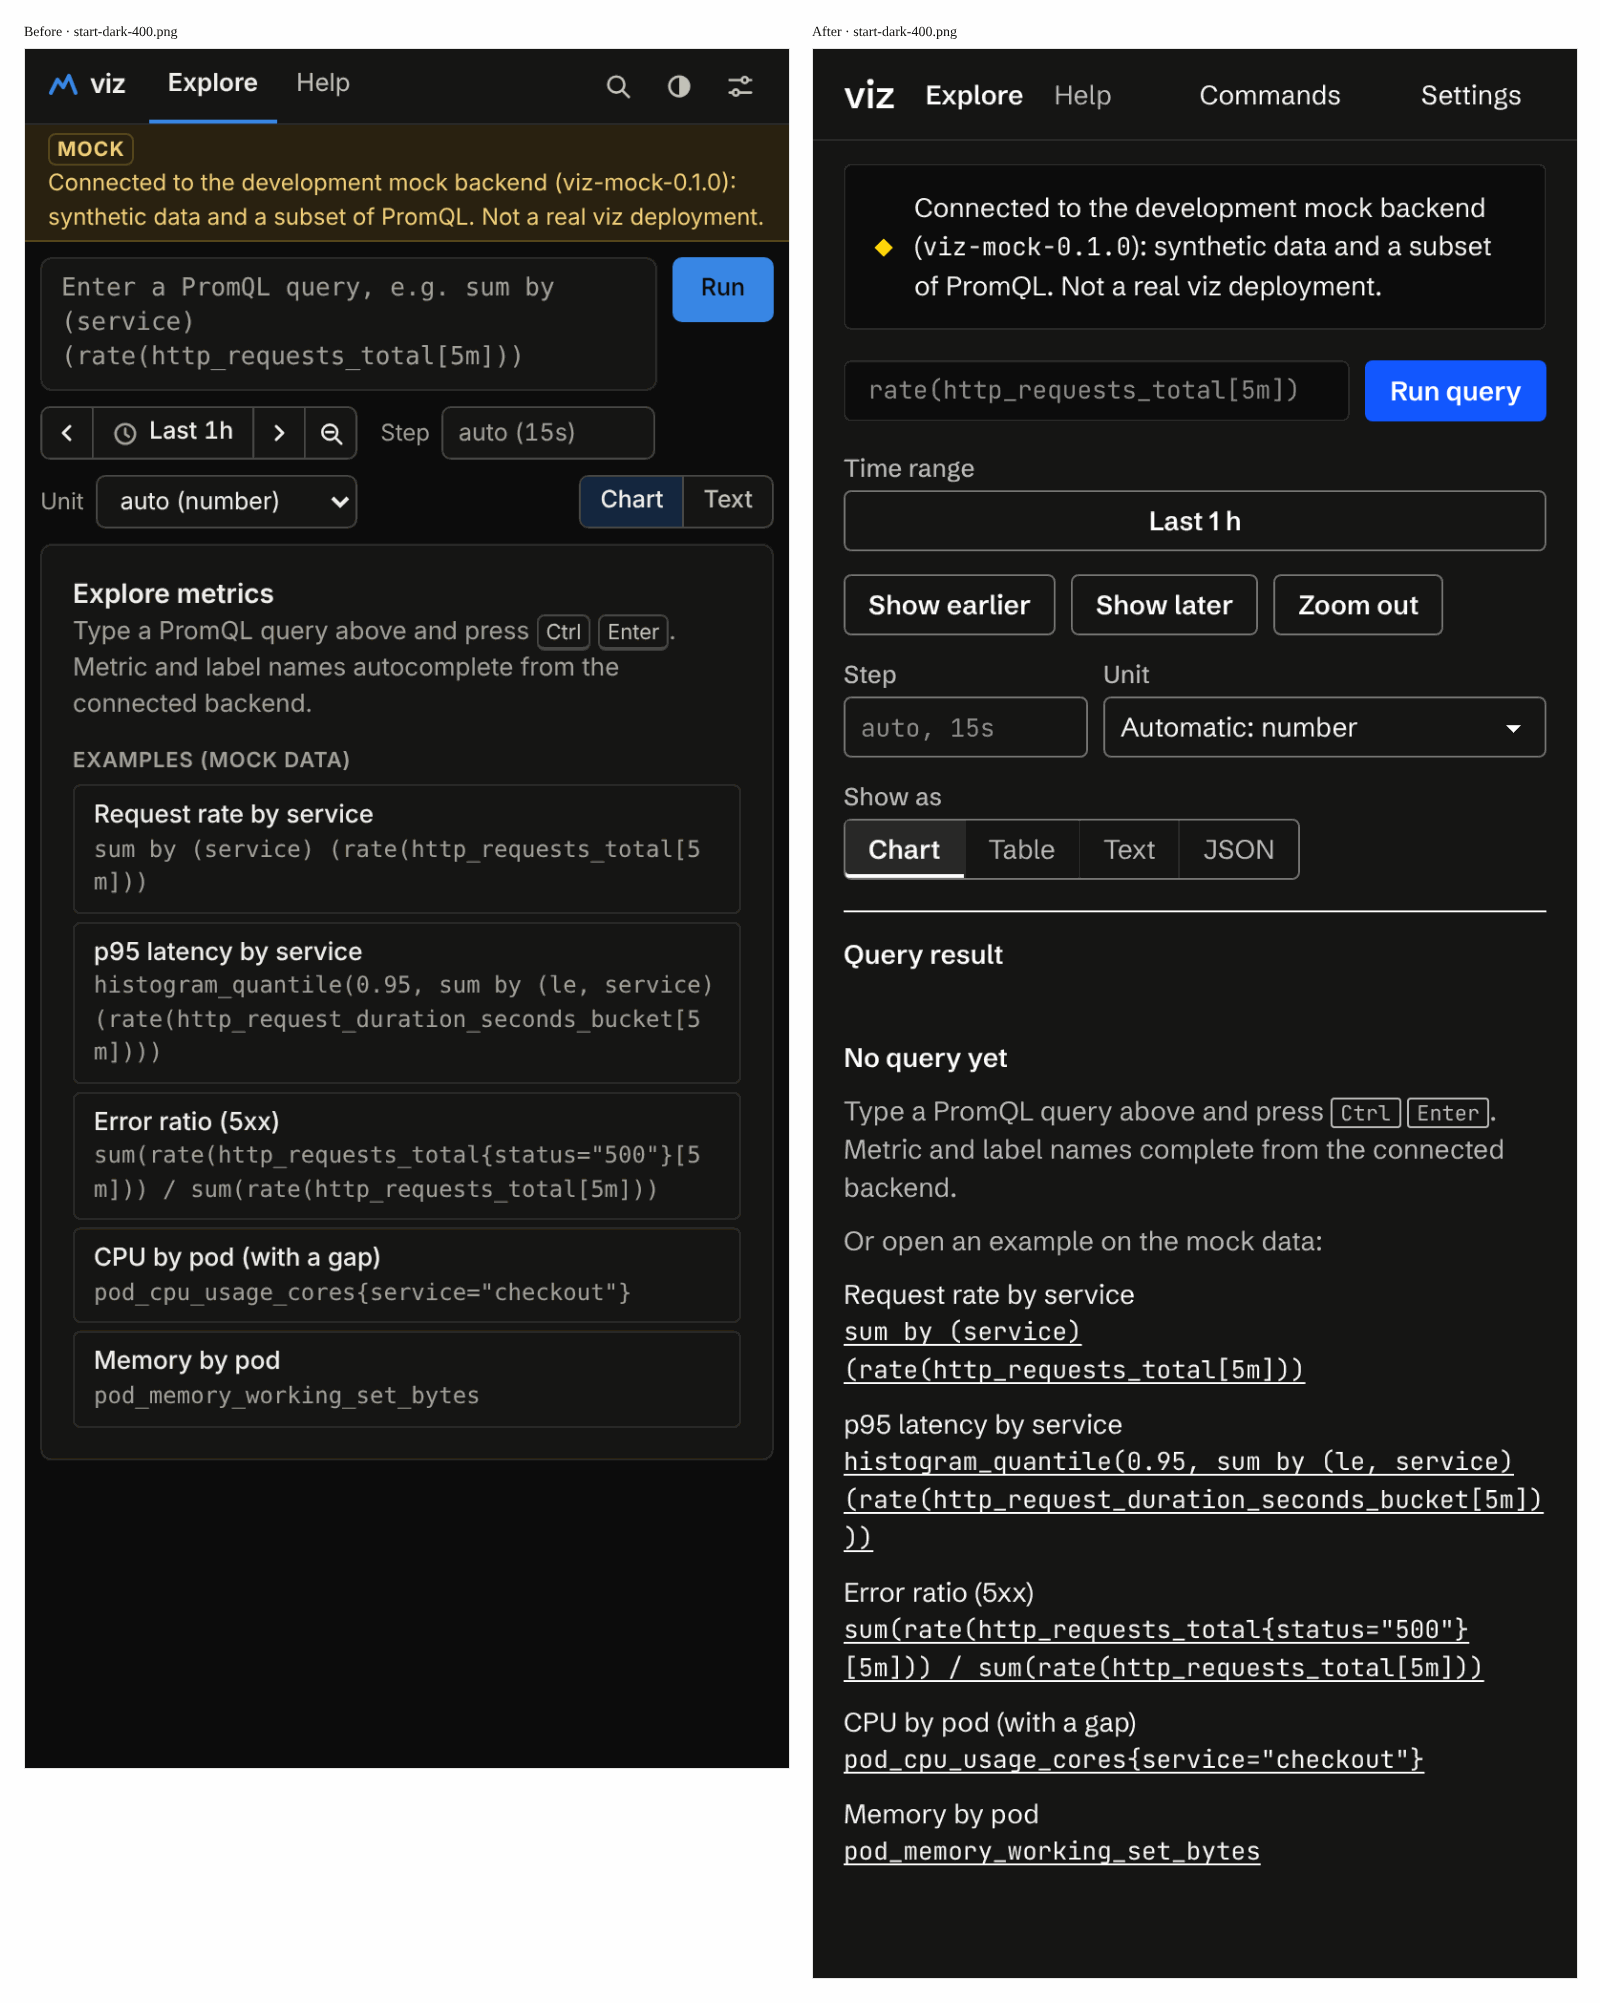 Before · start-dark-400.png
viz
Explore
Help
MOCK
Connected to the development mock backend (viz-mock-0.1.0):
synthetic data and a subset of PromQL. Not a real viz deployment.
Enter a PromQL query, e.g. sum by
(service)
(rate(http_requests_total[5m]))
Run
Last 1h
Step
auto (15s)
Unit
auto (number)
Chart
Text
Explore metrics
Type a PromQL query above and press Ctrl Enter.
Metric and label names autocomplete from the
connected backend.
EXAMPLES (MOCK DATA)
Request rate by service
sum by (service) (rate(http_requests_total[5
m]))
p95 latency by service
histogram_quantile(0.95, sum by (le, service)
(rate(http_request_duration_seconds_bucket[5
m])))
Error ratio (5xx)
sum(rate(http_requests_total{status="500"}[5
m])) / sum(rate(http_requests_total[5m]))
CPU by pod (with a gap)
pod_cpu_usage_cores{service="checkout"}
Memory by pod
pod_memory_working_set_bytes
After · start-dark-400.png
viz
Explore
Help
Commands
Settings
Connected to the development mock backend
(viz-mock-0.1.0): synthetic data and a subset
of PromQL. Not a real viz deployment.
rate(http_requests_total[5m])
Run query
Time range
Last 1 h
Show earlier
Show later
Zoom out
Step
Unit
auto, 15s
Automatic: number
Show as
Chart
Table
Text
JSON
Query result
No query yet
Type a PromQL query above and press Ctrl Enter.
Metric and label names complete from the connected
backend.
Or open an example on the mock data:
Request rate by service
sum by (service)
(rate(http_requests_total[5m]))
p95 latency by service
histogram_quantile(0.95, sum by (le, service)
(rate(http_request_duration_seconds_bucket[5m])
))
Error ratio (5xx)
sum(rate(http_requests_total{status="500"}
[5m])) / sum(rate(http_requests_total[5m]))
CPU by pod (with a gap)
pod_cpu_usage_cores{service="checkout"}
Memory by pod
pod_memory_working_set_bytes